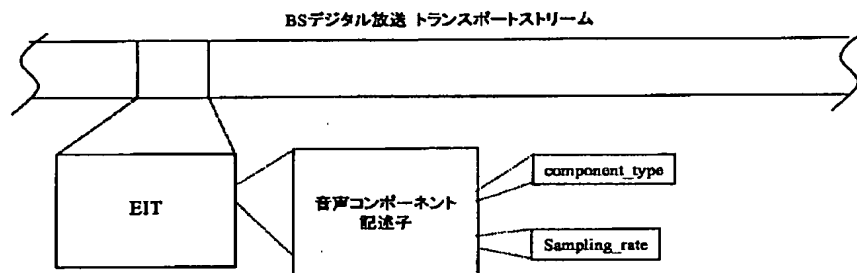 BSデジタル放送 トランスポートストリーム
EIT
音声コンポーネント
記述子
component_type
Sampling_rate